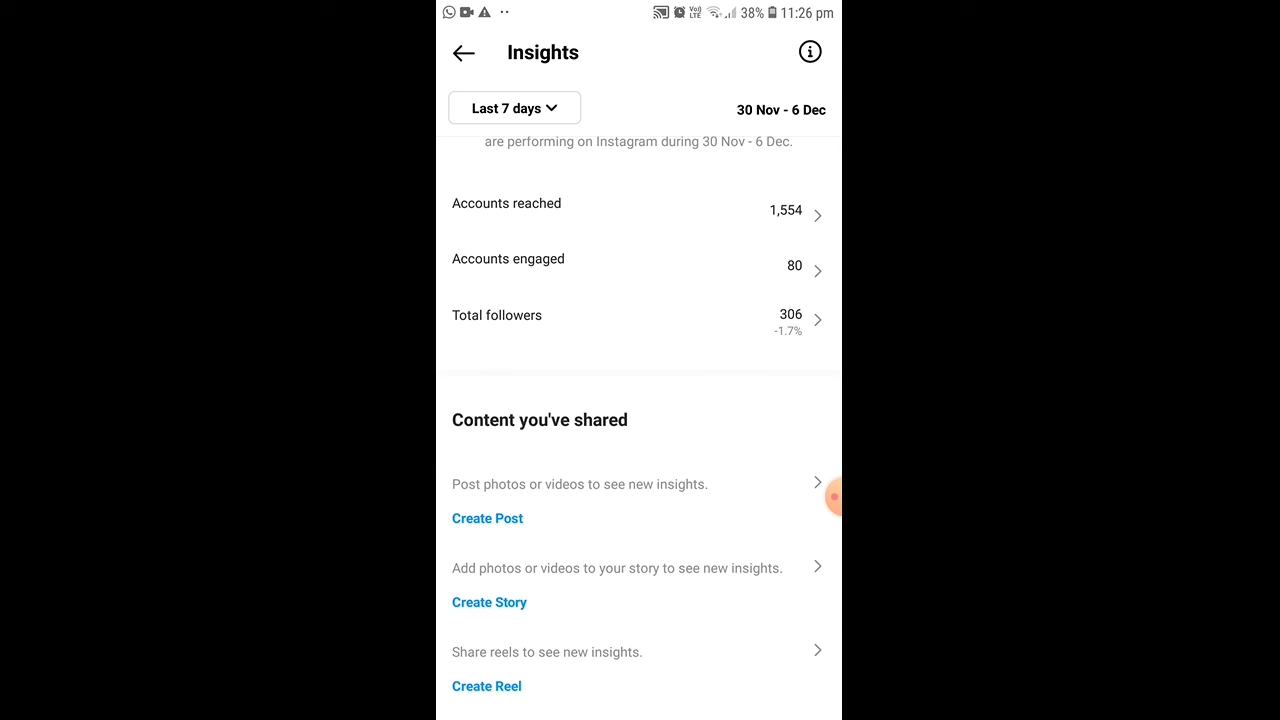 Vo))
LTE
38%
11:26 pm
Insights
Last 7 days
30 Nov - 6 Dec
are performing on Instagram during 30 Nov - 6 Dec.
Accounts reached
1,554
Accounts engaged
80
Total followers
306
-1.7%
Content you've shared
Post photos or videos to see new insights.
Create Post
Add photos or videos to your story to see new insights.
Create Story
Share reels to see new insights.
Create Reel